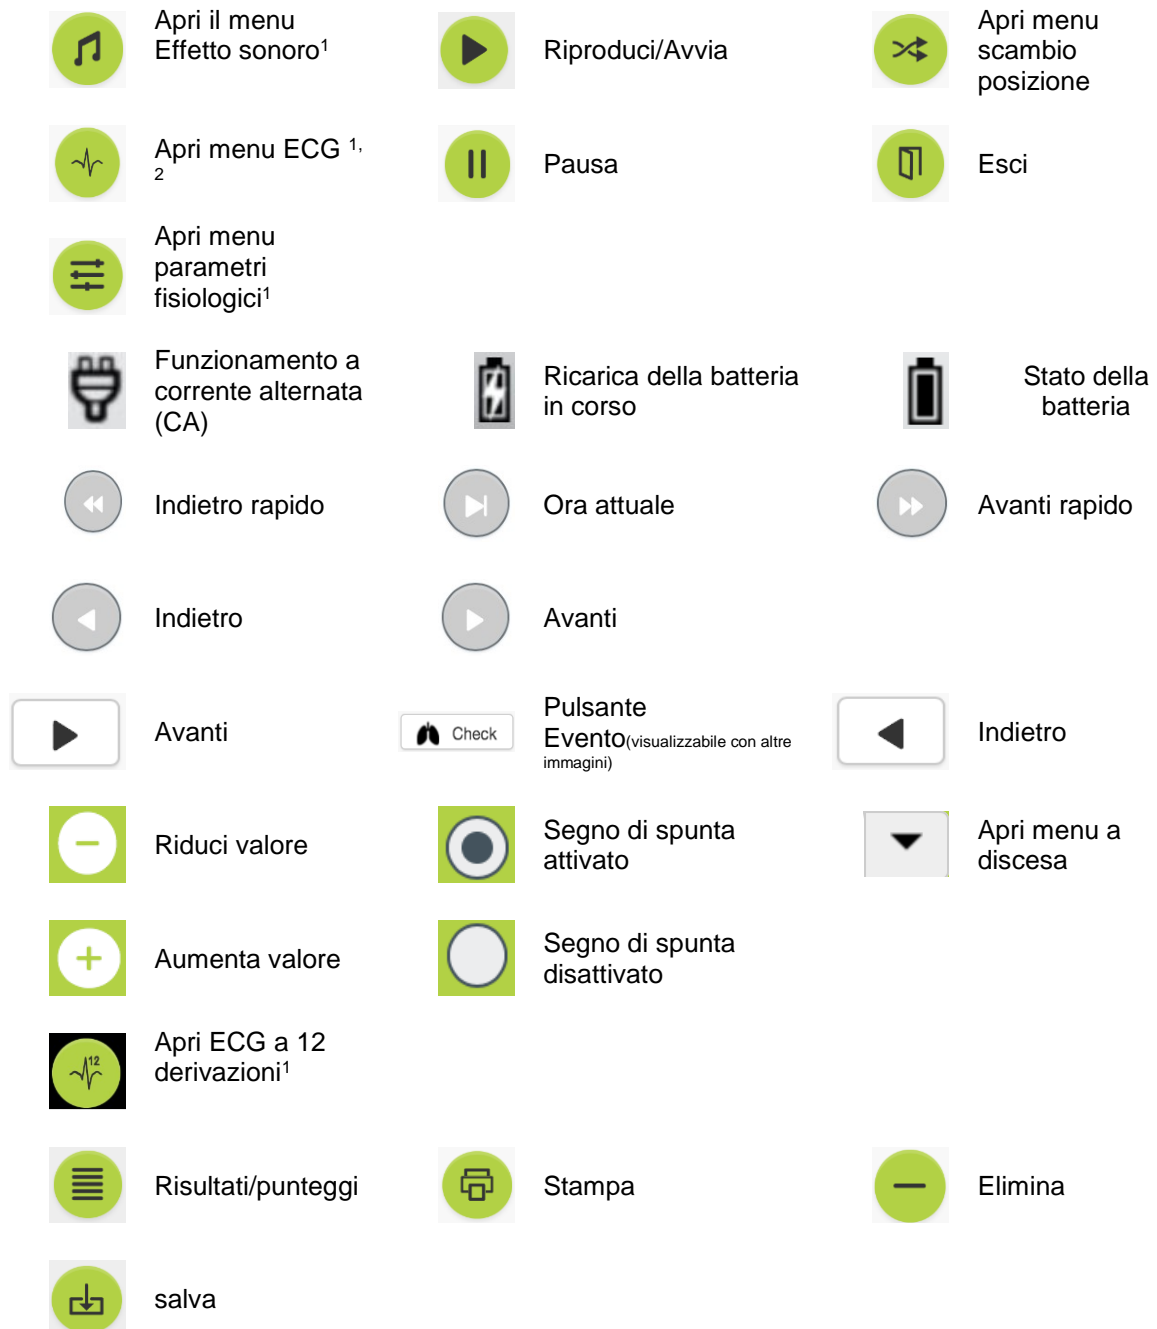 Apri il menu
Effetto sonoro¹
Riproduci/Avvia
Apri menu
scambio
posizione
Apri menu ECG ¹,
²
Pausa
Esci
Apri menu
parametri
fisiologici¹
Funzionamento a
corrente alternata
(CA)
Ricarica della batteria
in corso
Stato della
batteria
Indietro rapido
Ora attuale
Avanti rapido
Indietro
Avanti
Avanti
Check
Pulsante
Evento(visualizzabile con altre
immagini)
Indietro
Riduci valore
Segno di spunta
attivato
Apri menu a
discesa
Aumenta valore
Segno di spunta
disattivato
12
Apri ECG a 12
derivazioni¹
Risultati/punteggi
Stampa
Elimina
salva